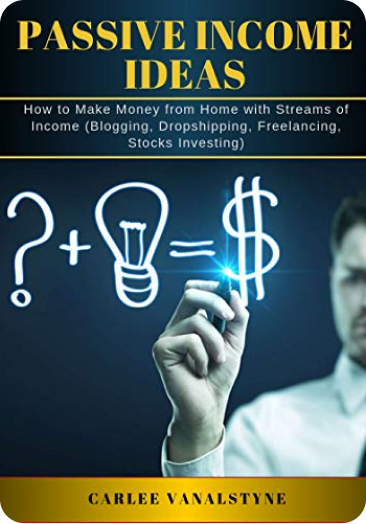 PASSIVE INCOME
IDEAS
How to Make Money from Home with Streams of
Income (Blogging, Dropshipping, Freelancing,
Stocks Investing)
? + = $
CARLEE VANALSTYNE